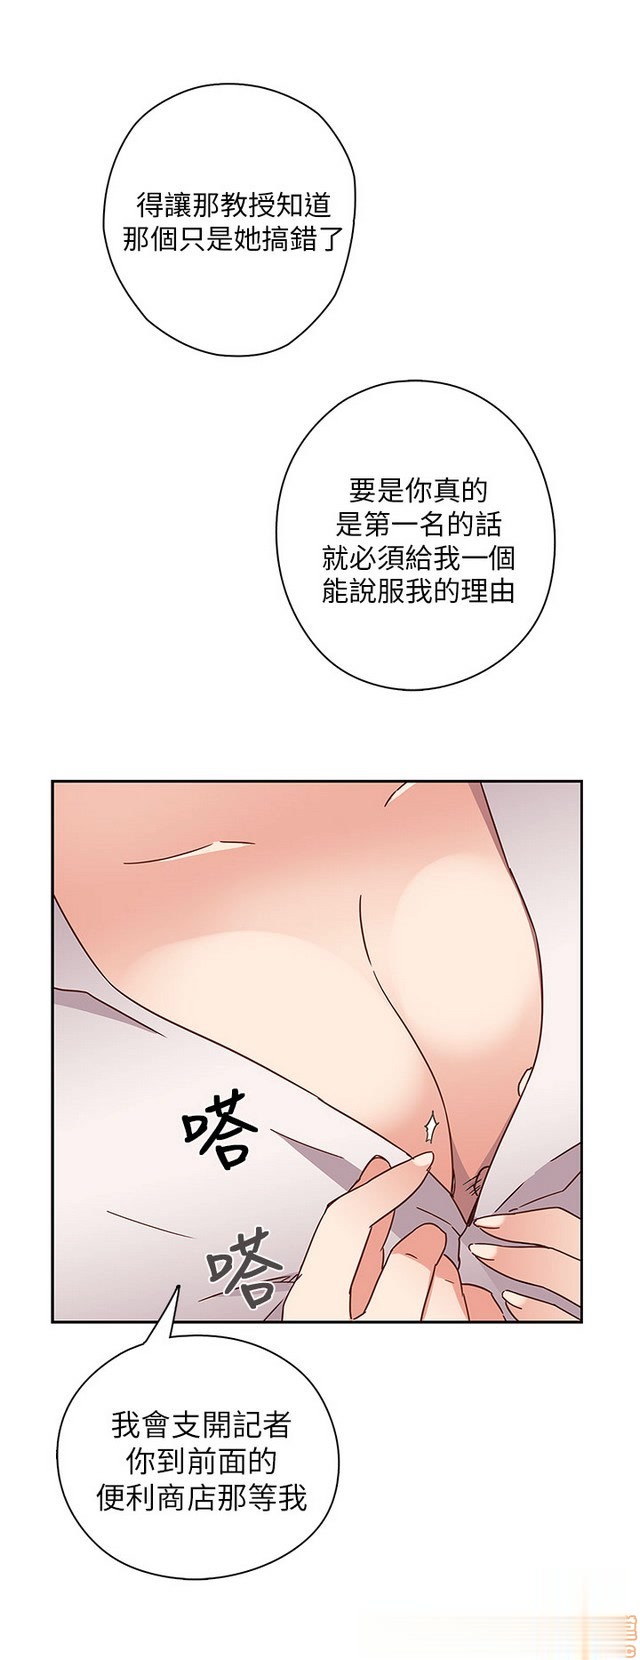 得讓那教授知道
那個只是她搞錯了
要是你真的
是第一名的話
就必須給我一個
能說服我的理由
嗒
嗒
我會支開記者
你到前面的
便利商店那等我